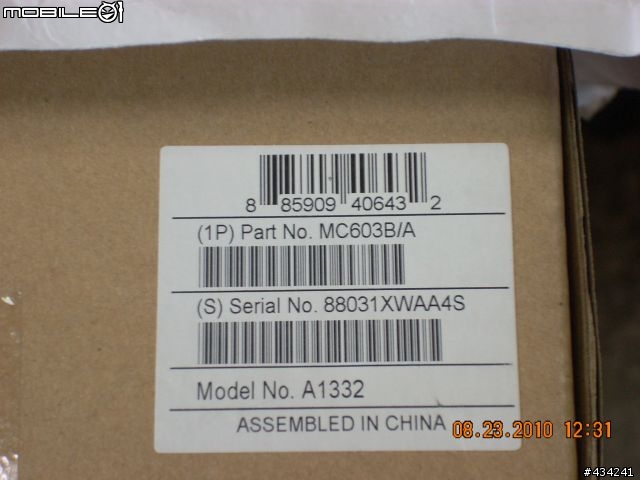 MOBILE01
8 85909 40643 2
(1P) Part No. MC603B/A
(S) Serial No. 88031XWAA4S
Model No. A1332
ASSEMBLED IN CHINA
08.23.2010 12:31
#434241